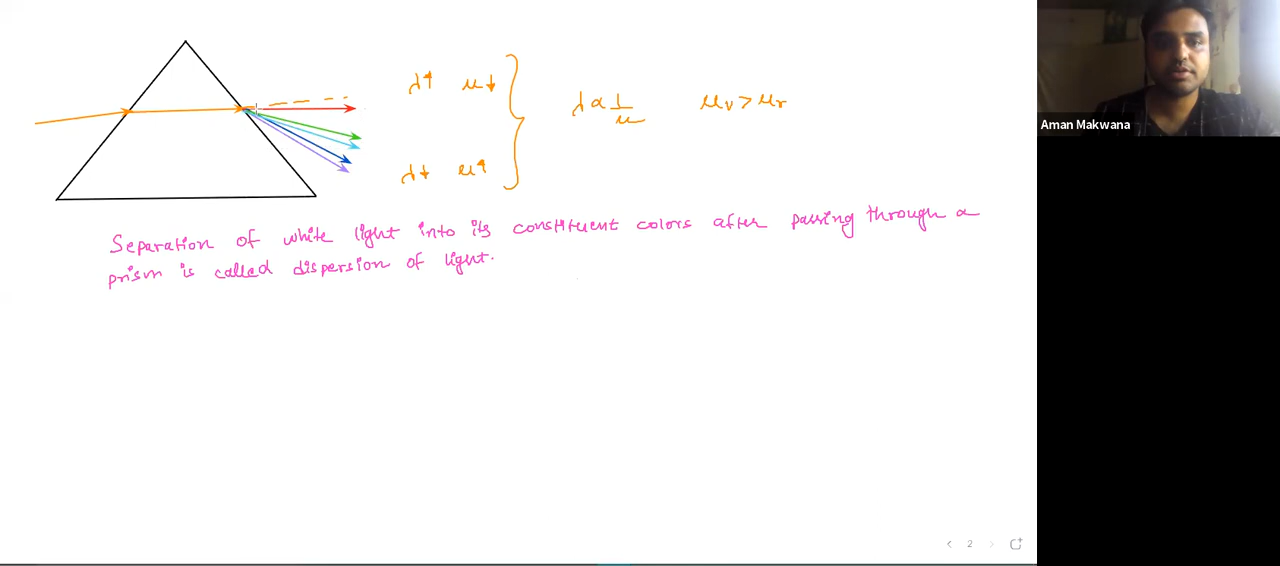 λ↑ μ↓
λ∝1/μ μv>μr
Aman Makwana
λ↓ μ↑
Separation of white light into its constituent colors after passing through a
prism is called dispersion of light.
2